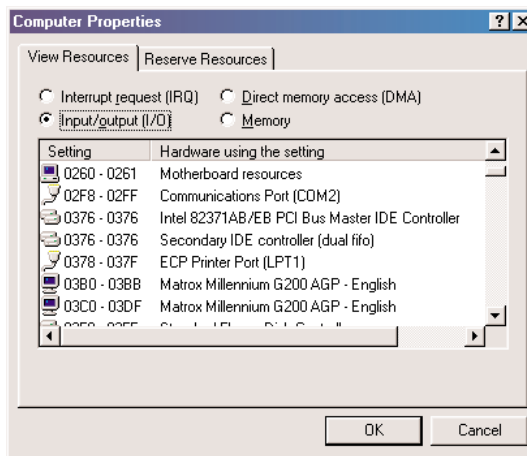 Computer Properties
View Resources Reserve Resources
Interrupt request (IRQ) Direct memory access (DMA)
Input/output (I/O) Memory
Setting Hardware using the setting
0260 - 0261 Motherboard resources
02F8 - 02FF Communications Port (COM2)
0376 - 0376 Intel 82371AB/EB PCI Bus Master IDE Controller
0376 - 0376 Secondary IDE controller (dual fifo)
0378 - 037F ECP Printer Port (LPT1)
03B0 - 03BB Matrox Millennium G200 AGP - English
03C0 - 03DF Matrox Millennium G200 AGP - English
OK Cancel